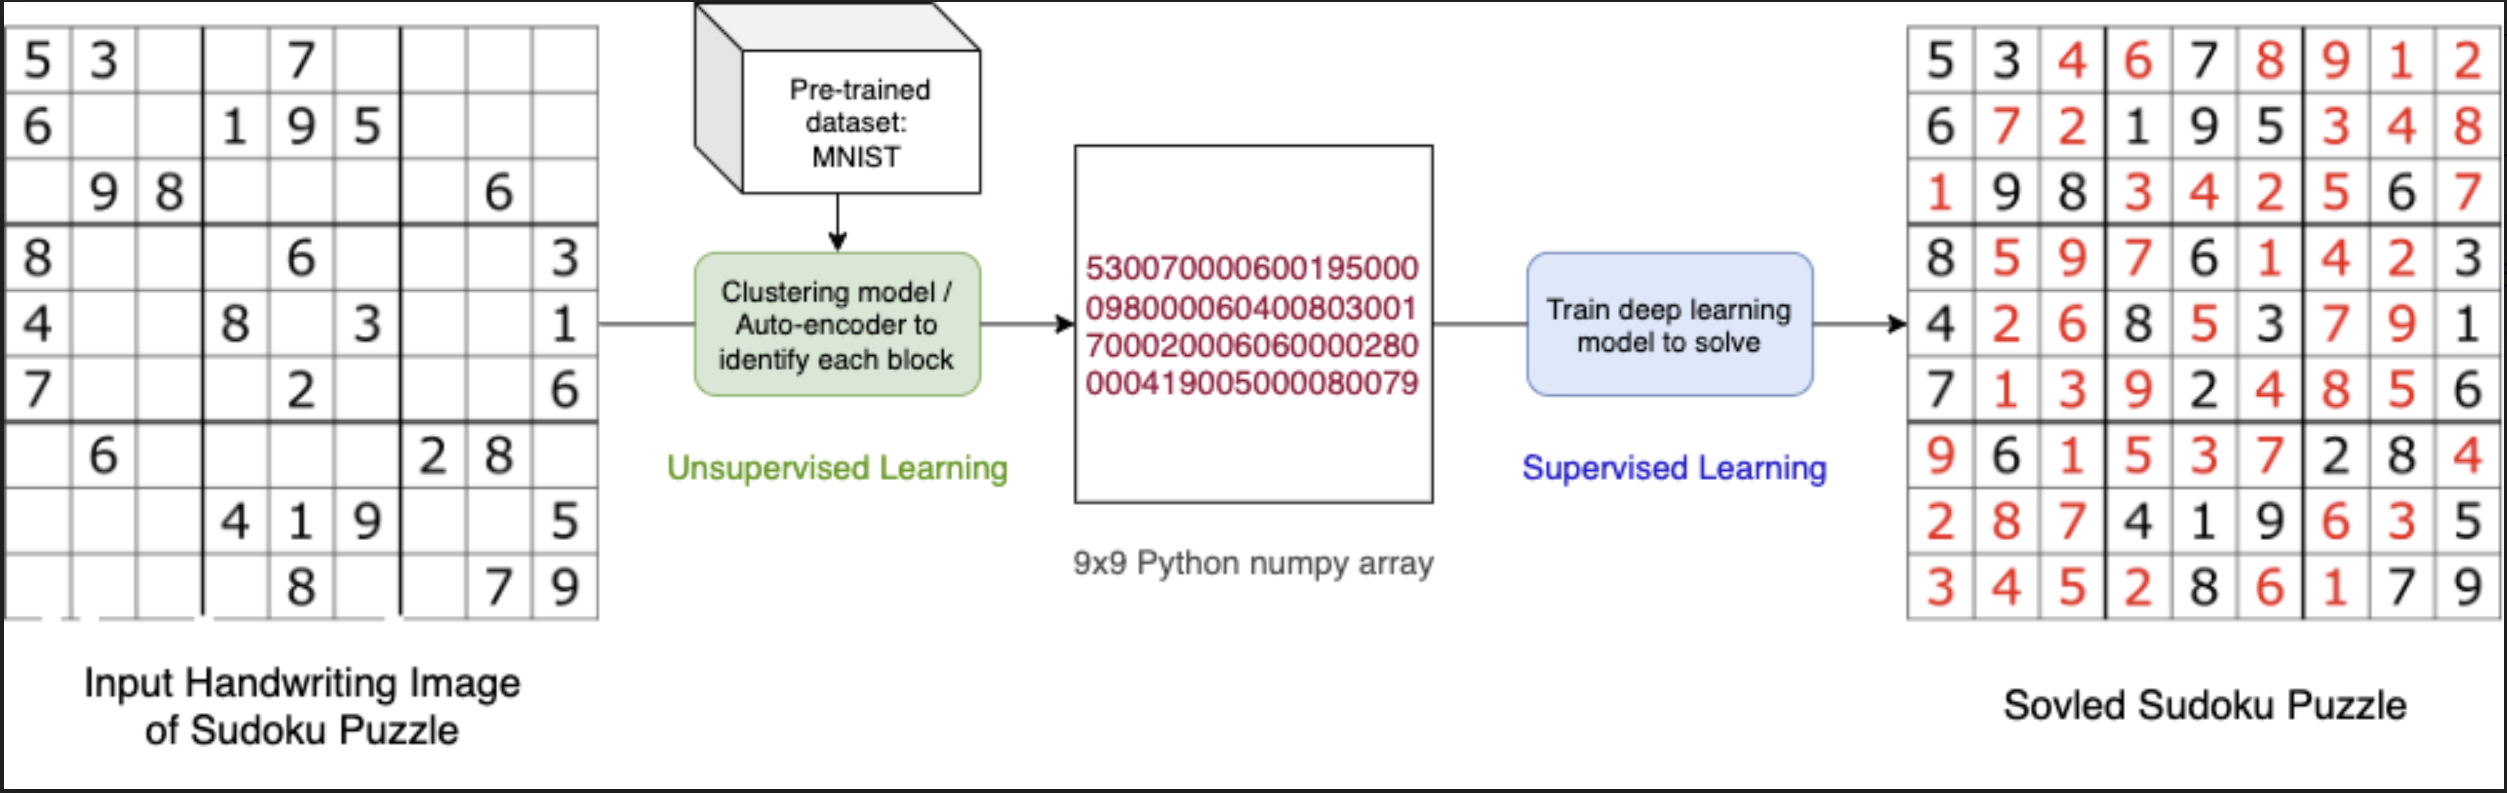 5 3 7
6 1 9 5
9 8 6
8 6 3
4 8 3 1
7 2 6
6 2 8
4 1 9 5
8 7 9
Input Handwriting Image
of Sudoku Puzzle
Pre-trained
dataset:
MNIST
Clustering model /
Auto-encoder to
identify each block
Unsupervised Learning
530070000600195000
098000060400803001
700020006060000280
000419005000080079
9x9 Python numpy array
Train deep learning
model to solve
Supervised Learning
5 3 4 6 7 8 9 1 2
6 7 2 1 9 5 3 4 8
1 9 8 3 4 2 5 6 7
8 5 9 7 6 1 4 2 3
4 2 6 8 5 3 7 9 1
7 1 3 9 2 4 8 5 6
9 6 1 5 3 7 2 8 4
2 8 7 4 1 9 6 3 5
3 4 5 2 8 6 1 7 9
Sovled Sudoku Puzzle